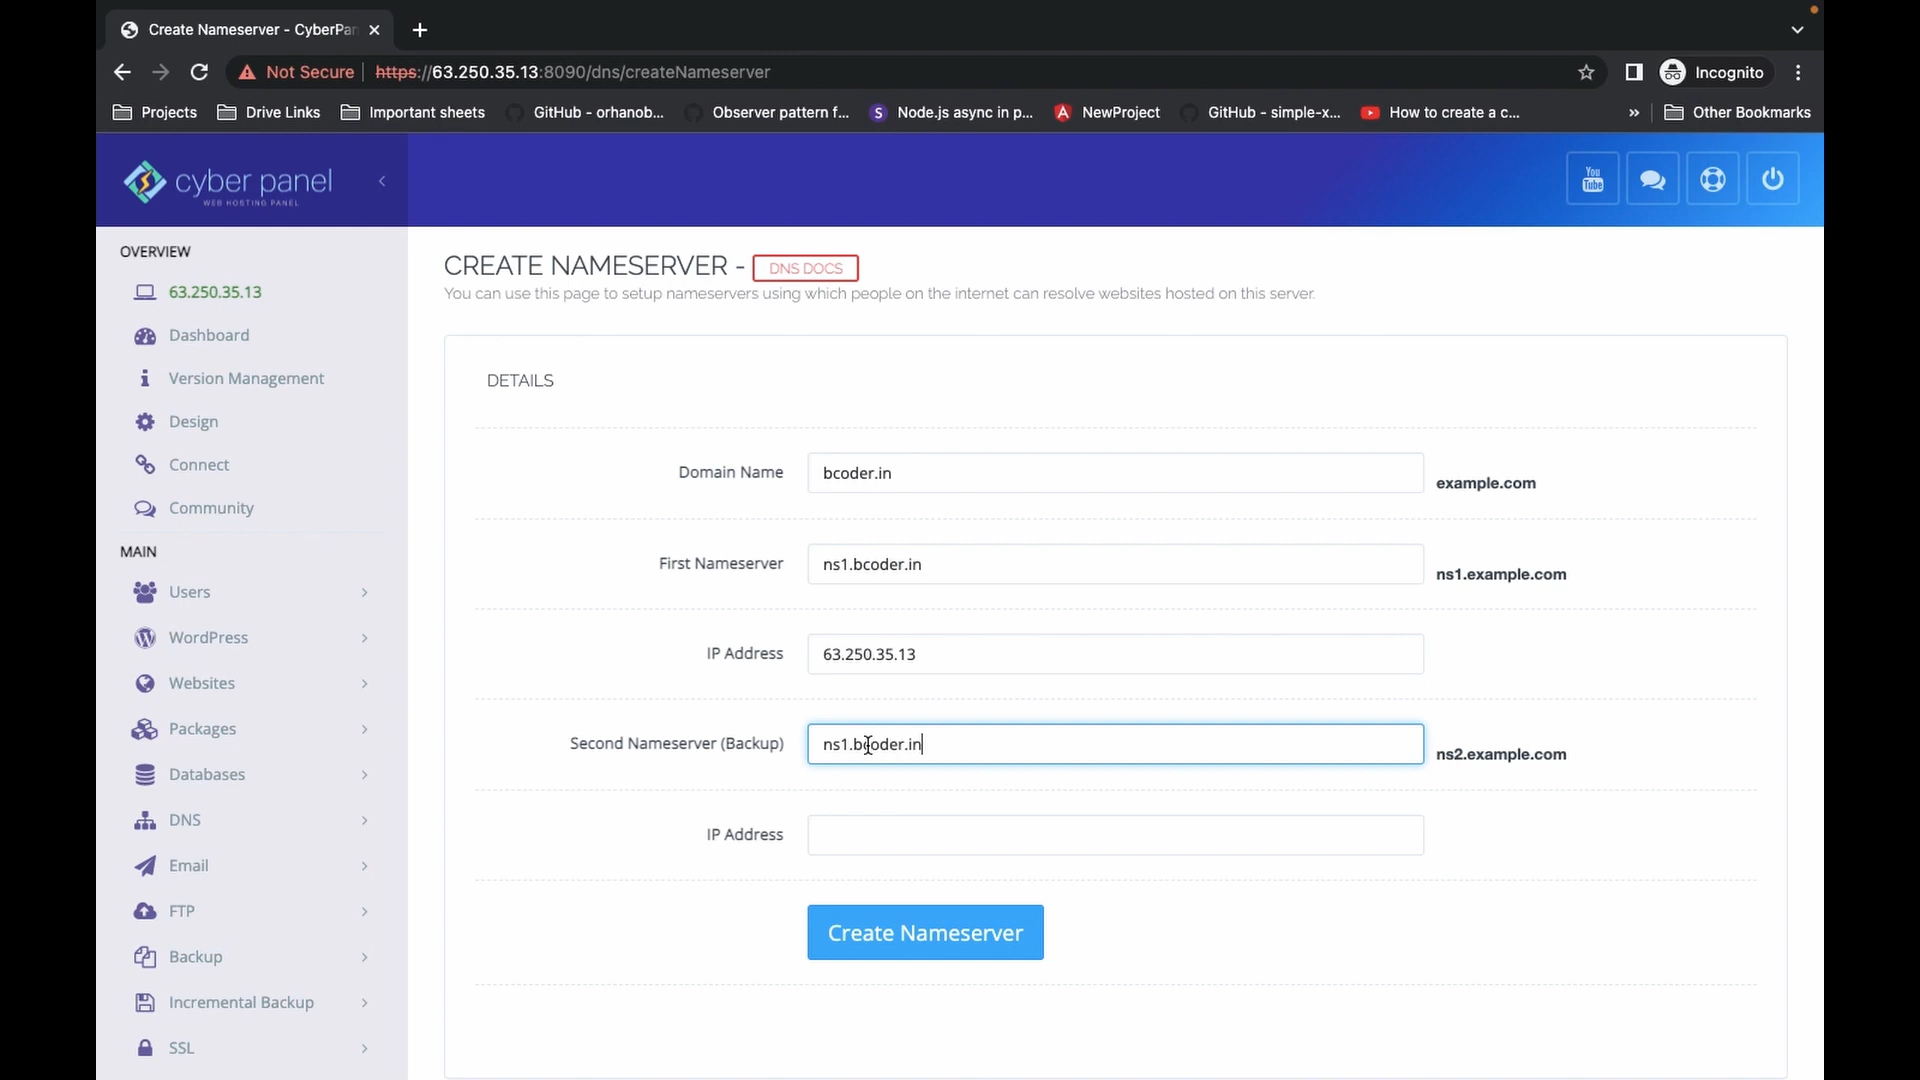 Create Nameserver - CyberPan
Not Secure https://63.250.35.13:8090/dns/createNameserver Incognito
Projects Drive Links Important sheets GitHub - orhanob... Observer pattern f... S Node.js async in p... NewProject GitHub - simple-x... How to create a c... » Other Bookmarks
cyber panel
WEB HOSTING PANEL
You Tube
OVERVIEW
63.250.35.13
Dashboard
Version Management
Design
Connect
Community
MAIN
Users
WordPress
Websites
Packages
Databases
DNS
Email
FTP
Backup
Incremental Backup
SSL
CREATE NAMESERVER - DNS DOCS
You can use this page to setup nameservers using which people on the internet can resolve websites hosted on this server.
DETAILS
Domain Name bcoder.in example.com
First Nameserver ns1.bcoder.in ns1.example.com
IP Address 63.250.35.13
Second Nameserver (Backup) ns1.bcoder.in ns2.example.com
IP Address
Create Nameserver